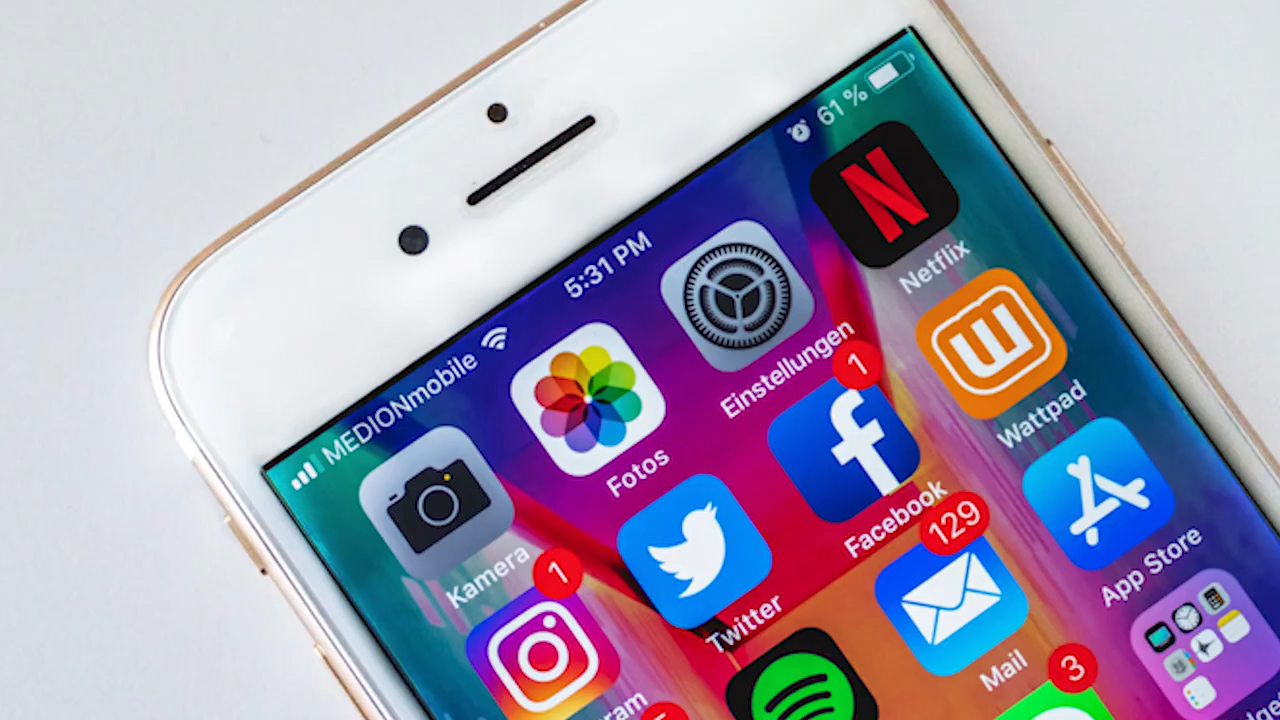 MEDIONmobile
5:31 PM
61 %
Kamera
Fotos
Einstellungen
Netflix
1
Twitter
1
Facebook
Wattpad
129
Mail
App Store
3